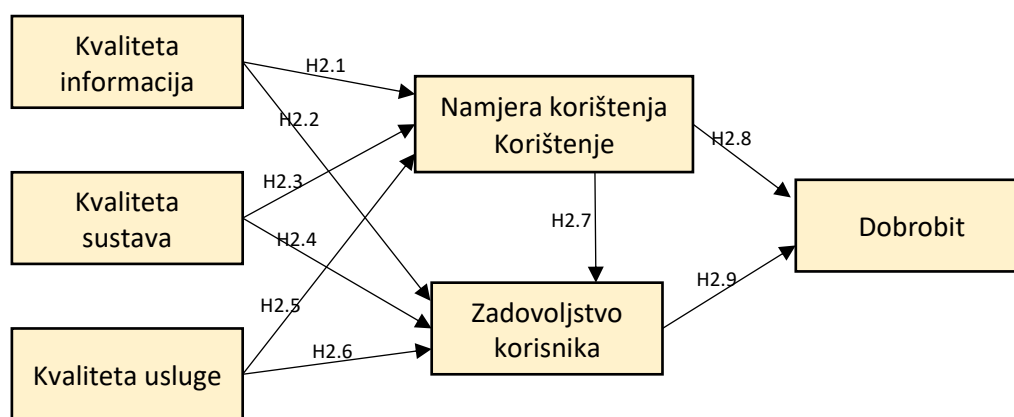 Kvaliteta
informacija
H2.1
H2.2
Namjera korištenja
Korištenje
H2.8
Kvaliteta
sustava
H2.3
H2.4
H2.7
Dobrobit
H2.5
H2.9
Zadovoljstvo
korisnika
Kvaliteta usluge
H2.6